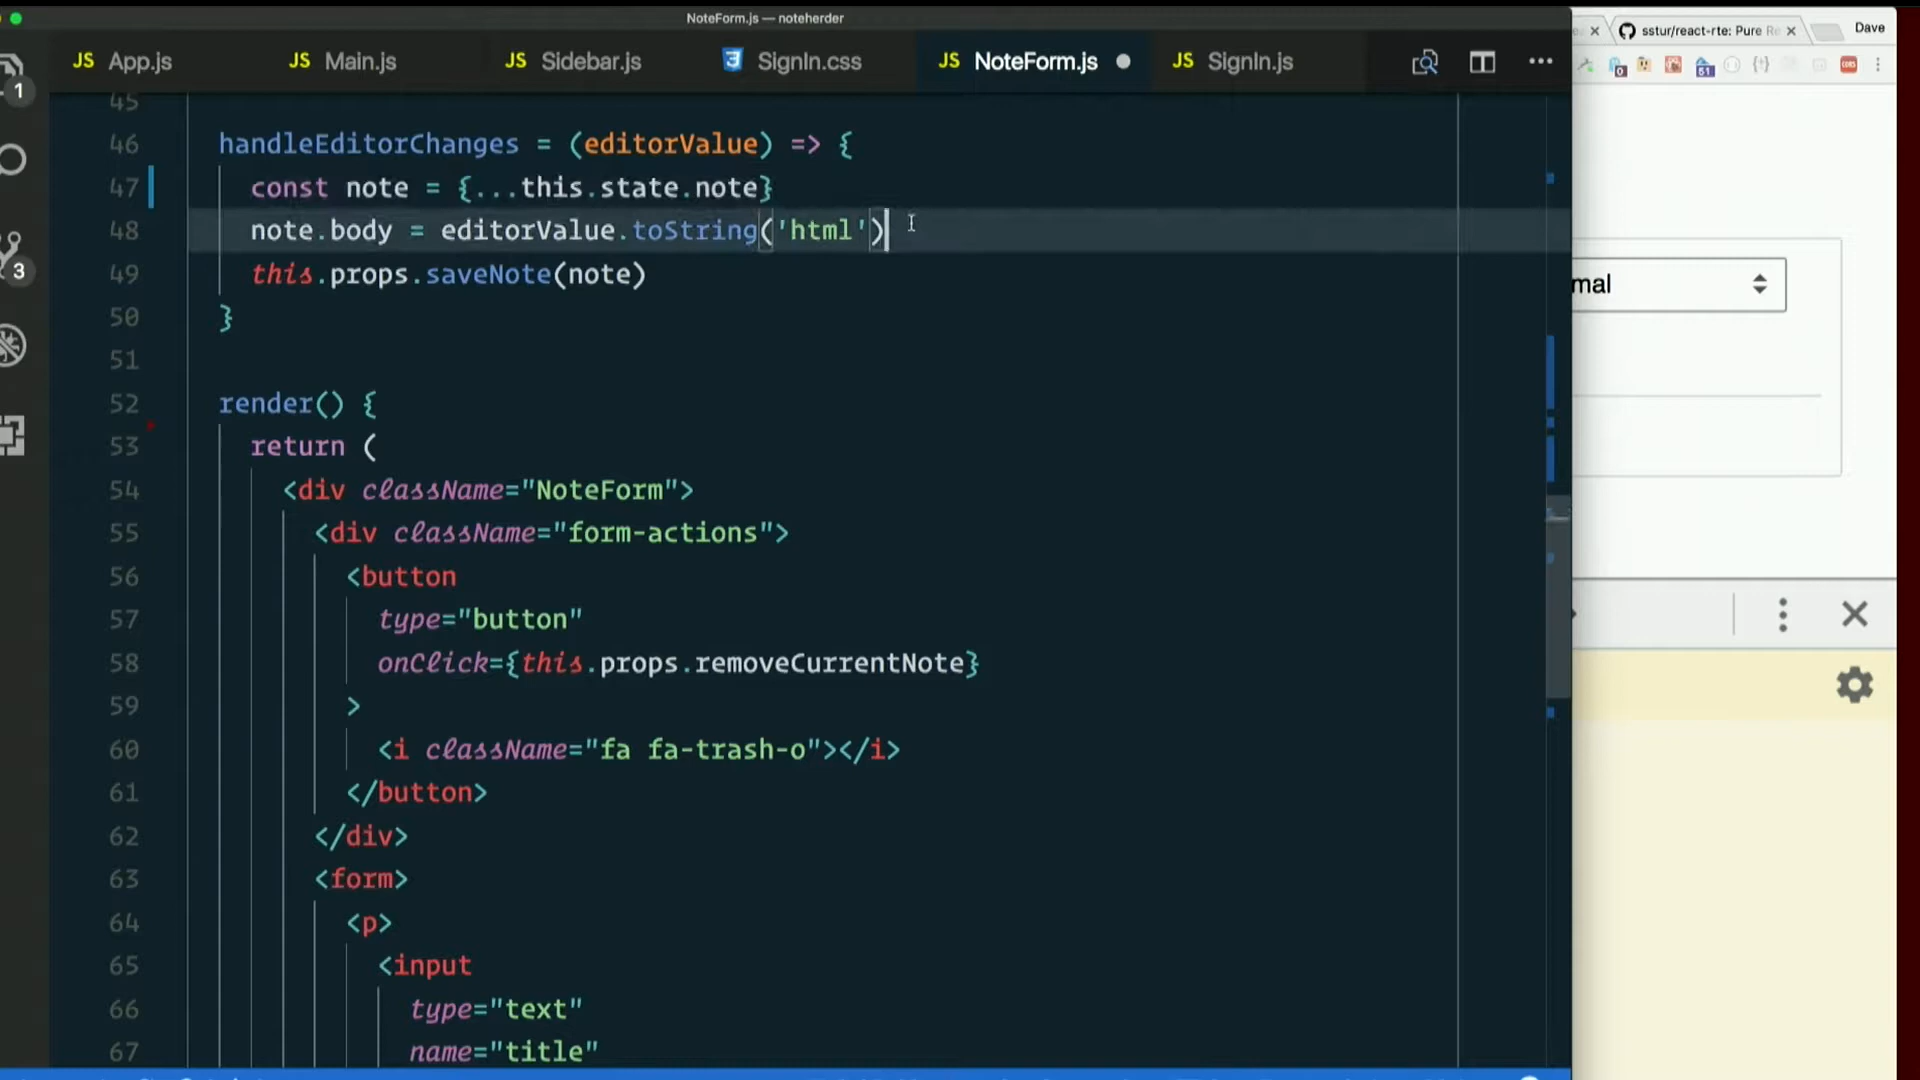 NoteForm.js — noteherder
JS App.js
JS Main.js
JS Sidebar.js
SignIn.css
JS NoteForm.js
JS SignIn.js
sstur/react-rte: Pure Re
Dave
1
3
45
46 handleEditorChanges = (editorValue) => {
47 const note = {...this.state.note}
48 note.body = editorValue.toString('html')
49 this.props.saveNote(note)
50 }
51
52 render() {
53 return (
54 <div className="NoteForm">
55 <div className="form-actions">
56 <button
57 type="button"
58 onClick={this.props.removeCurrentNote}
59 >
60 <i className="fa fa-trash-o"></i>
61 </button>
62 </div>
63 <form>
64 <p>
65 <input
66 type="text"
67 name="title"
mal